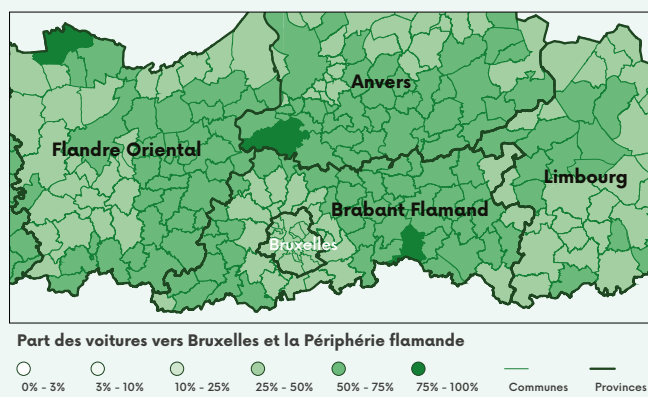 Anvers
Flandre Oriental
Limbourg
Brabant Flamand
Bruxelles
Part des voitures vers Bruxelles et la Périphérie flamande
0% - 3% 3% - 10% 10% - 25% 25% - 50% 50% - 75% 75% - 100% Communes Provinces